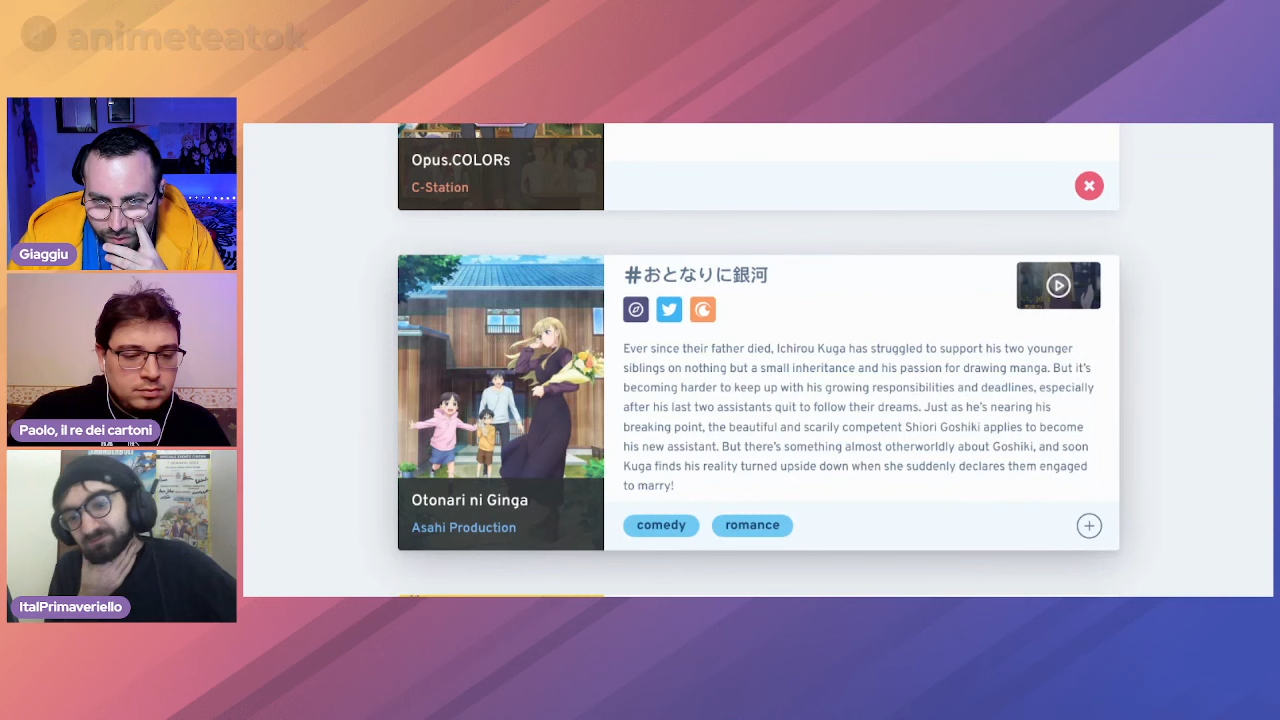 animeteatok
Giaggiu
Paolo, il re dei cartoni
ItalPrimaveriello
Opus.COLORs
C-Station
#おとなりに銀河
Ever since their father died, Ichirou Kuga has struggled to support his two younger
siblings on nothing but a small inheritance and his passion for drawing manga. But it's
becoming harder to keep up with his growing responsibilities and deadlines, especially
after his last two assistants quit to follow their dreams. Just as he's nearing his
breaking point, the beautiful and scarily competent Shiori Goshiki applies to become
his new assistant. But there's something almost otherworldly about Goshiki, and soon
Kuga finds his reality turned upside down when she suddenly declares them engaged
to marry!
Otonari ni Ginga
Asahi Production
comedy
romance